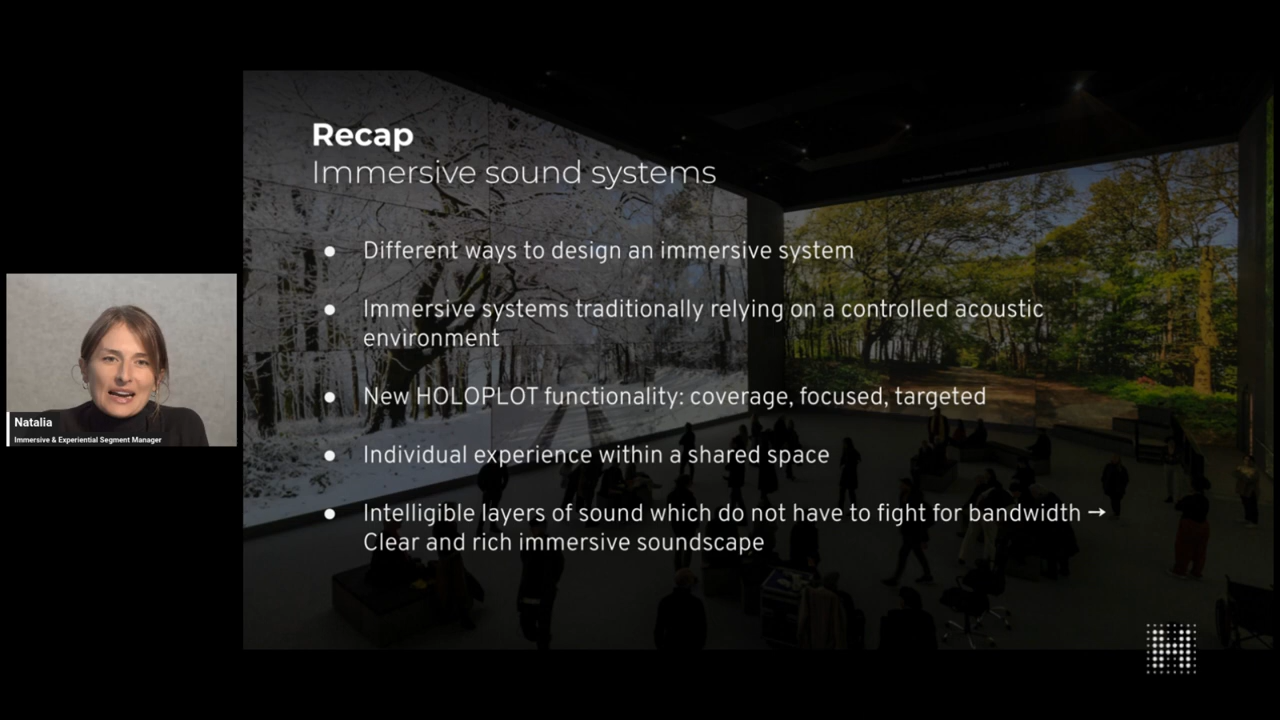 Recap
Immersive sound systems
● Different ways to design an immersive system
● Immersive systems traditionally relying on a controlled acoustic
environment
● New HOLOPLOT functionality: coverage, focused, targeted
● Individual experience within a shared space
● Intelligible layers of sound which do not have to fight for bandwidth →
Clear and rich immersive soundscape
Natalia
Immersive & Experiential Segment Manager
H